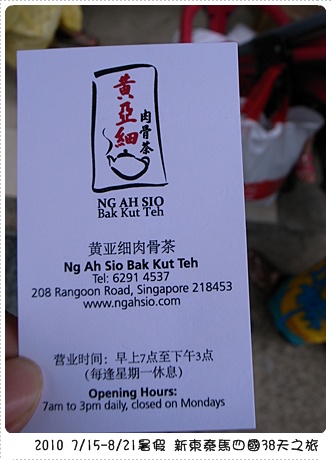 黃亞細
肉骨茶
NG AH SIO
Bak Kut Teh
黄亚细肉骨茶
Ng Ah Sio Bak Kut Teh
Tel: 6291 4537
208 Rangoon Road, Singapore 218453
www.ngahsio.com
营业时间：早上7点至下午3点
(每逢星期一休息)
Opening Hours:
7am to 3pm daily, closed on Mondays
2010 7/15-8/21暑假 新東泰馬四國38天之旅